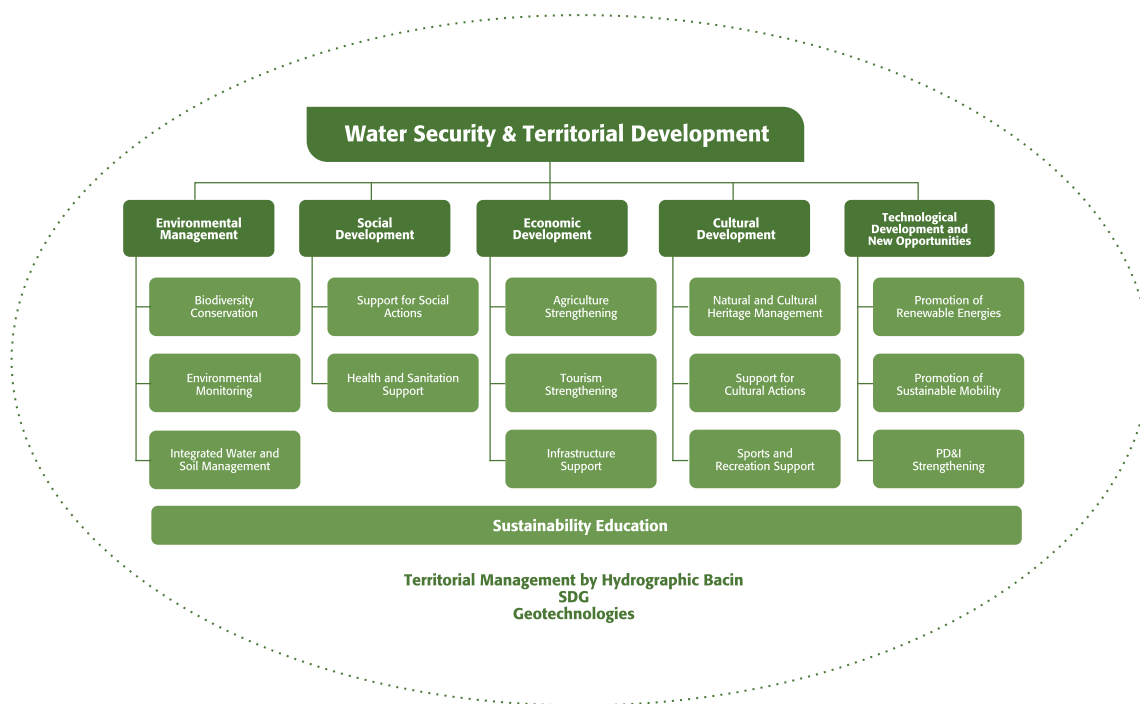 Water Security & Territorial Development
Environmental
Management
Social
Development
Economic
Development
Cultural
Development
Technological
Development and
New Opportunities
Biodiversity
Conservation
Support for Social
Actions
Agriculture
Strengthening
Natural and Cultural
Heritage Management
Promotion of
Renewable Energies
Environmental
Monitoring
Health and Sanitation
Support
Tourism
Strengthening
Support for
Cultural Actions
Promotion of
Sustainable Mobility
Integrated Water and
Soil Management
Infrastructure
Support
Sports and
Recreation Support
PD&I
Strengthening
Sustainability Education
Territorial Management by Hydrographic Bacin
SDG
Geotechnologies